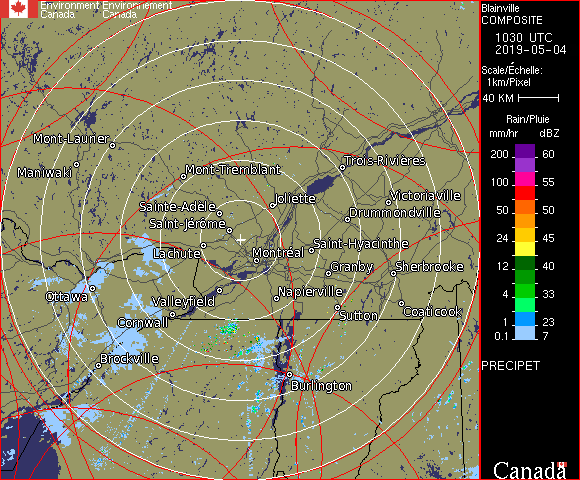 Environment Environnement
Canada Canada
Blainville
COMPOSITE
1030 UTC
2019-05-04
Scale/Échelle:
1km/Pixel
40 KM
Rain/Pluie
mm/hr dBZ
200 60
100 55
50 50
24 45
12 40
4 33
1 23
0.1 7
PRECIPET
Canada
Mont-Laurier
Maniwaki
Mont-Tremblant
Trois-Rivières
Joliette
Victoriaville
Sainte-Adèle
Drummondville
Saint-Jérôme
Lachute
Montréal
Saint-Hyacinthe
Granby
Sherbrooke
Ottawa
Valleyfield
Napierville
Cornwall
Sutton
Coaticook
Brockville
Burlington